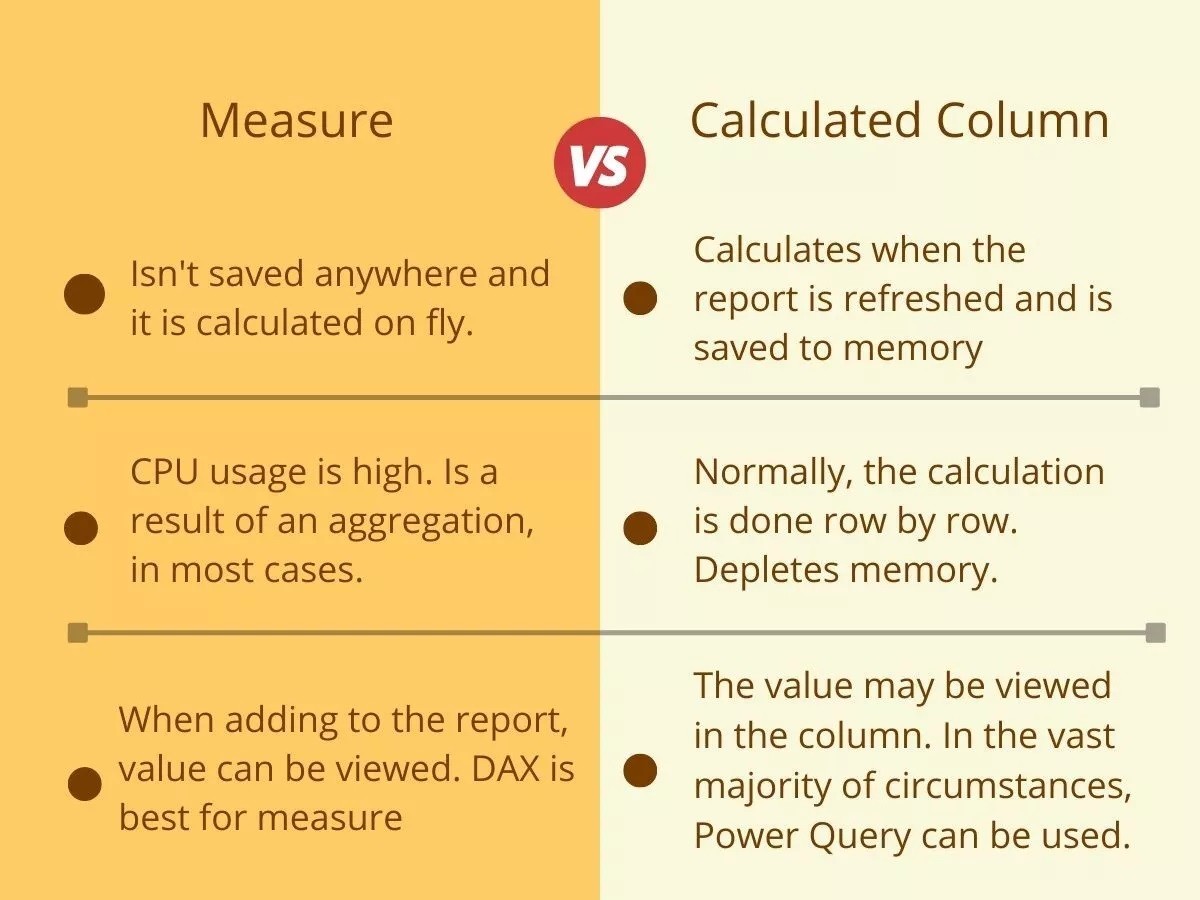 Measure
VS
Calculated Column
Isn't saved anywhere and
it is calculated on fly.
Calculates when the
report is refreshed and is
saved to memory
CPU usage is high. Is a
result of an aggregation,
in most cases.
Normally, the calculation
is done row by row.
Depletes memory.
When adding to the report,
value can be viewed. DAX is
best for measure
The value may be viewed
in the column. In the vast
majority of circumstances,
Power Query can be used.